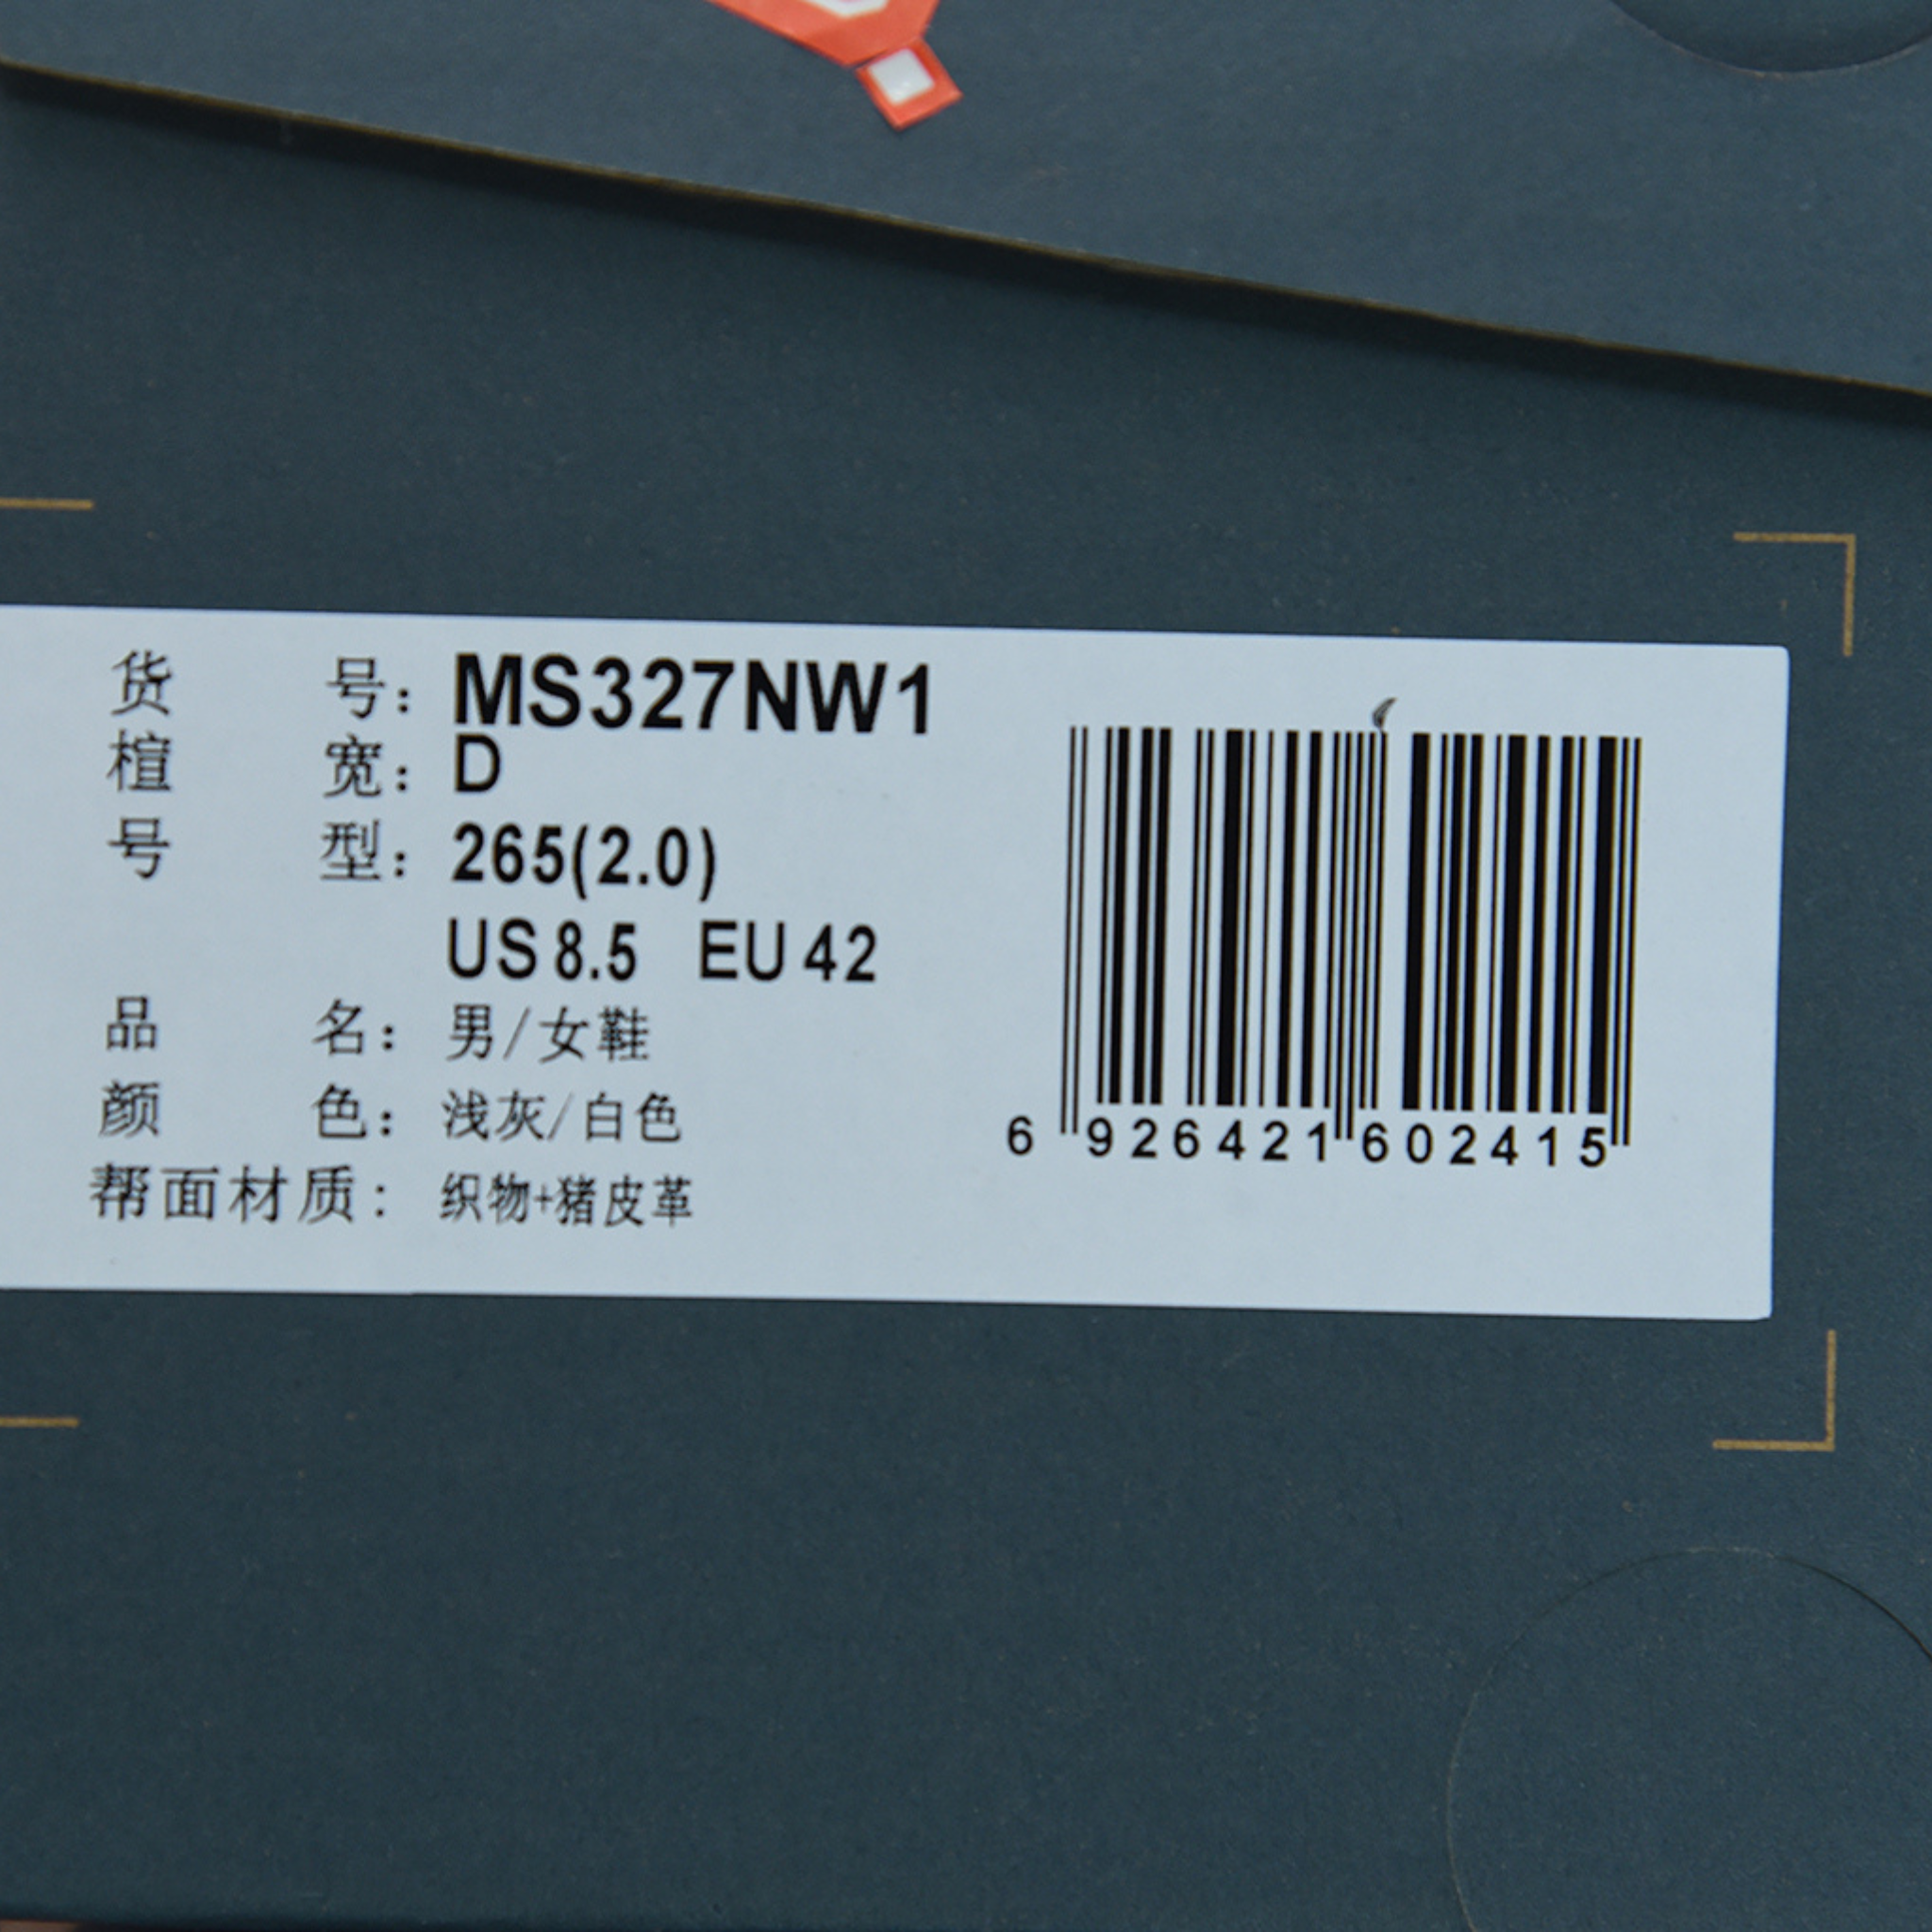 货号：MS327NW1
楦宽：D
号型：265(2.0)
US 8.5 EU 42
品名：男/女鞋
颜色：浅灰/白色
帮面材质：织物+猪皮革
6 926421 602415